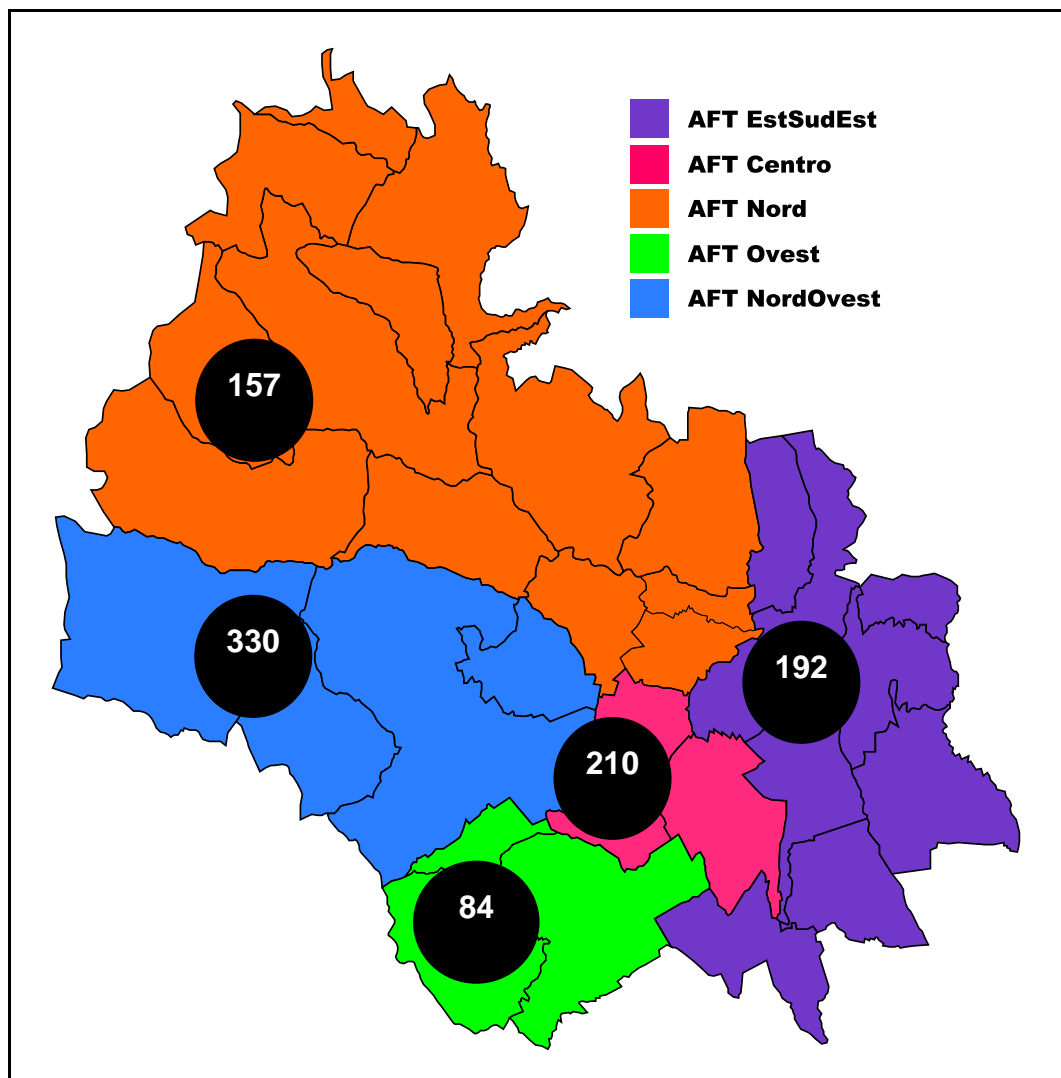 AFT EstSudEst
AFT Centro
AFT Nord
AFT Ovest
AFT NordOvest
157
330
192
210
84